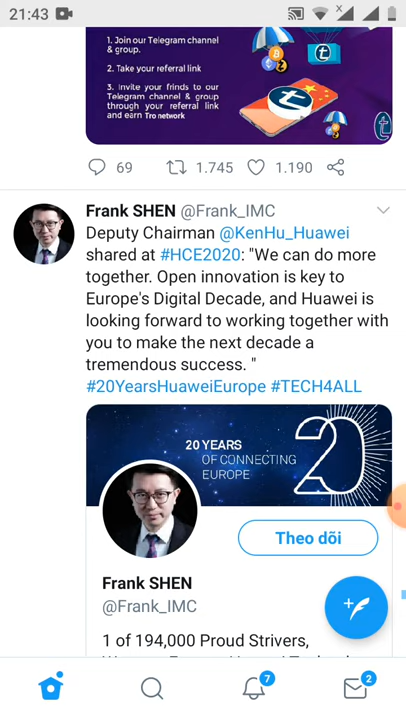 21:43
1. Join our Telegram channel
& group.
2. Take your referral link
3. Invite your frinds to our
Telegram channel & group
through your referral link
and earn Tro network
69
1.745
1.190
Frank SHEN @Frank_IMC
Deputy Chairman @KenHu_Huawei
shared at #HCE2020: "We can do more
together. Open innovation is key to
Europe's Digital Decade, and Huawei is
looking forward to working together with
you to make the next decade a
tremendous success. "
#20YearsHuaweiEurope #TECH4ALL
20 YEARS
OF CONNECTING
EUROPE
20
Theo dõi
Frank SHEN
@Frank_IMC
1 of 194,000 Proud Strivers,
7
2